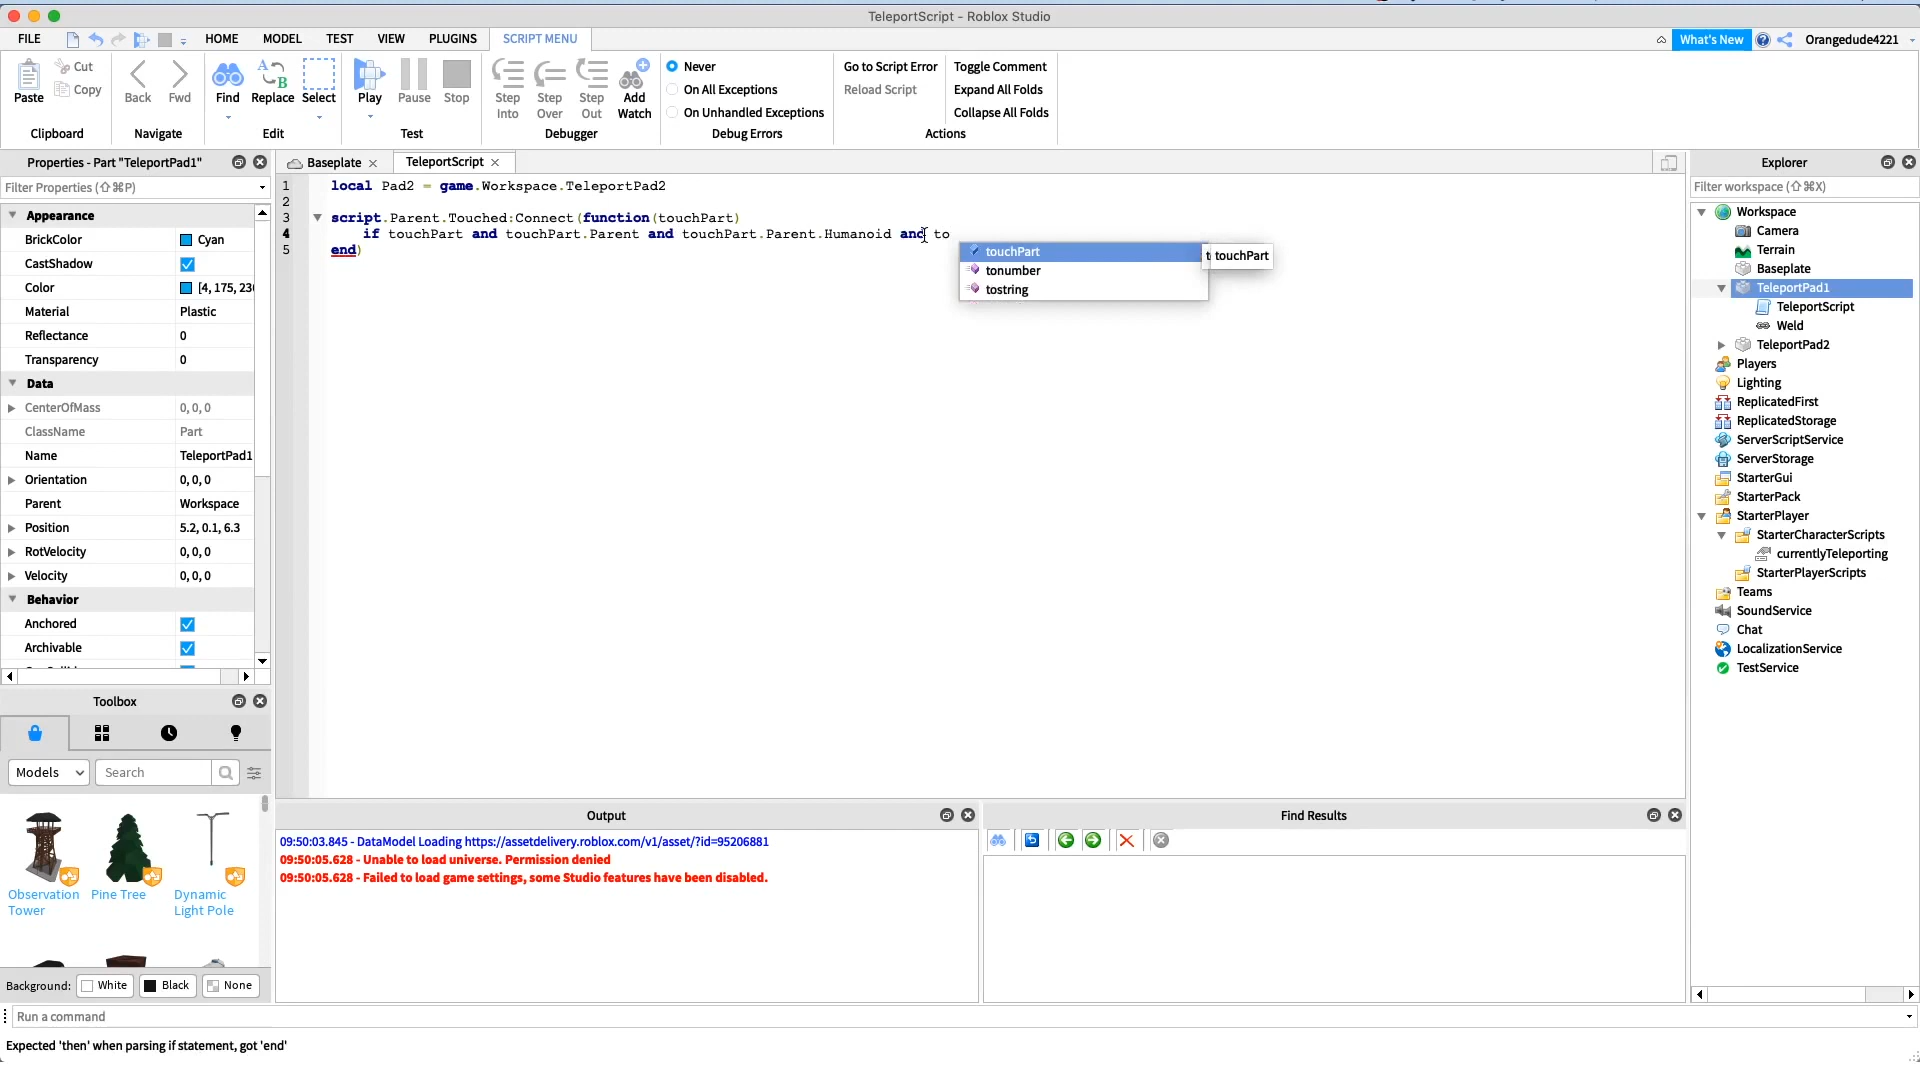 TeleportScript - Roblox Studio
FILE HOME MODEL TEST VIEW PLUGINS SCRIPT MENU What's New Orangedude4221
Paste Cut Copy Back Fwd Find Replace Select Play Pause Stop Step Into Step Over Step Out Add Watch
Never
On All Exceptions
On Unhandled Exceptions
Go to Script Error
Reload Script
Toggle Comment
Expand All Folds
Collapse All Folds
Clipboard Navigate Edit Test Debugger Debug Errors Actions
Properties - Part "TeleportPad1"
Filter Properties (⇧⌘P)
Appearance
BrickColor Cyan
CastShadow
Color [4, 175, 23
Material Plastic
Reflectance 0
Transparency 0
Data
CenterOfMass 0, 0, 0
ClassName Part
Name TeleportPad1
Orientation 0, 0, 0
Parent Workspace
Position 5.2, 0.1, 6.3
RotVelocity 0, 0, 0
Velocity 0, 0, 0
Behavior
Anchored
Archivable
Toolbox
Models Search
Observation Tower
Pine Tree
Dynamic Light Pole
Background: White Black None
Baseplate TeleportScript
1 local Pad2 = game.Workspace.TeleportPad2
2
3 script.Parent.Touched:Connect(function(touchPart)
4 if touchPart and touchPart.Parent and touchPart.Parent.Humanoid and to
5 end)
touchPart
tonumber
tostring
t touchPart
Output
09:50:03.845 - DataModel Loading https://assetdelivery.roblox.com/v1/asset/?id=95206881
09:50:05.628 - Unable to load universe. Permission denied
09:50:05.628 - Failed to load game settings, some Studio features have been disabled.
Find Results
Explorer
Filter workspace (⇧⌘X)
Workspace
Camera
Terrain
Baseplate
TeleportPad1
TeleportScript
Weld
TeleportPad2
Players
Lighting
ReplicatedFirst
ReplicatedStorage
ServerScriptService
ServerStorage
StarterGui
StarterPack
StarterPlayer
StarterCharacterScripts
currentlyTeleporting
StarterPlayerScripts
Teams
SoundService
Chat
LocalizationService
TestService
Run a command
Expected 'then' when parsing if statement, got 'end'